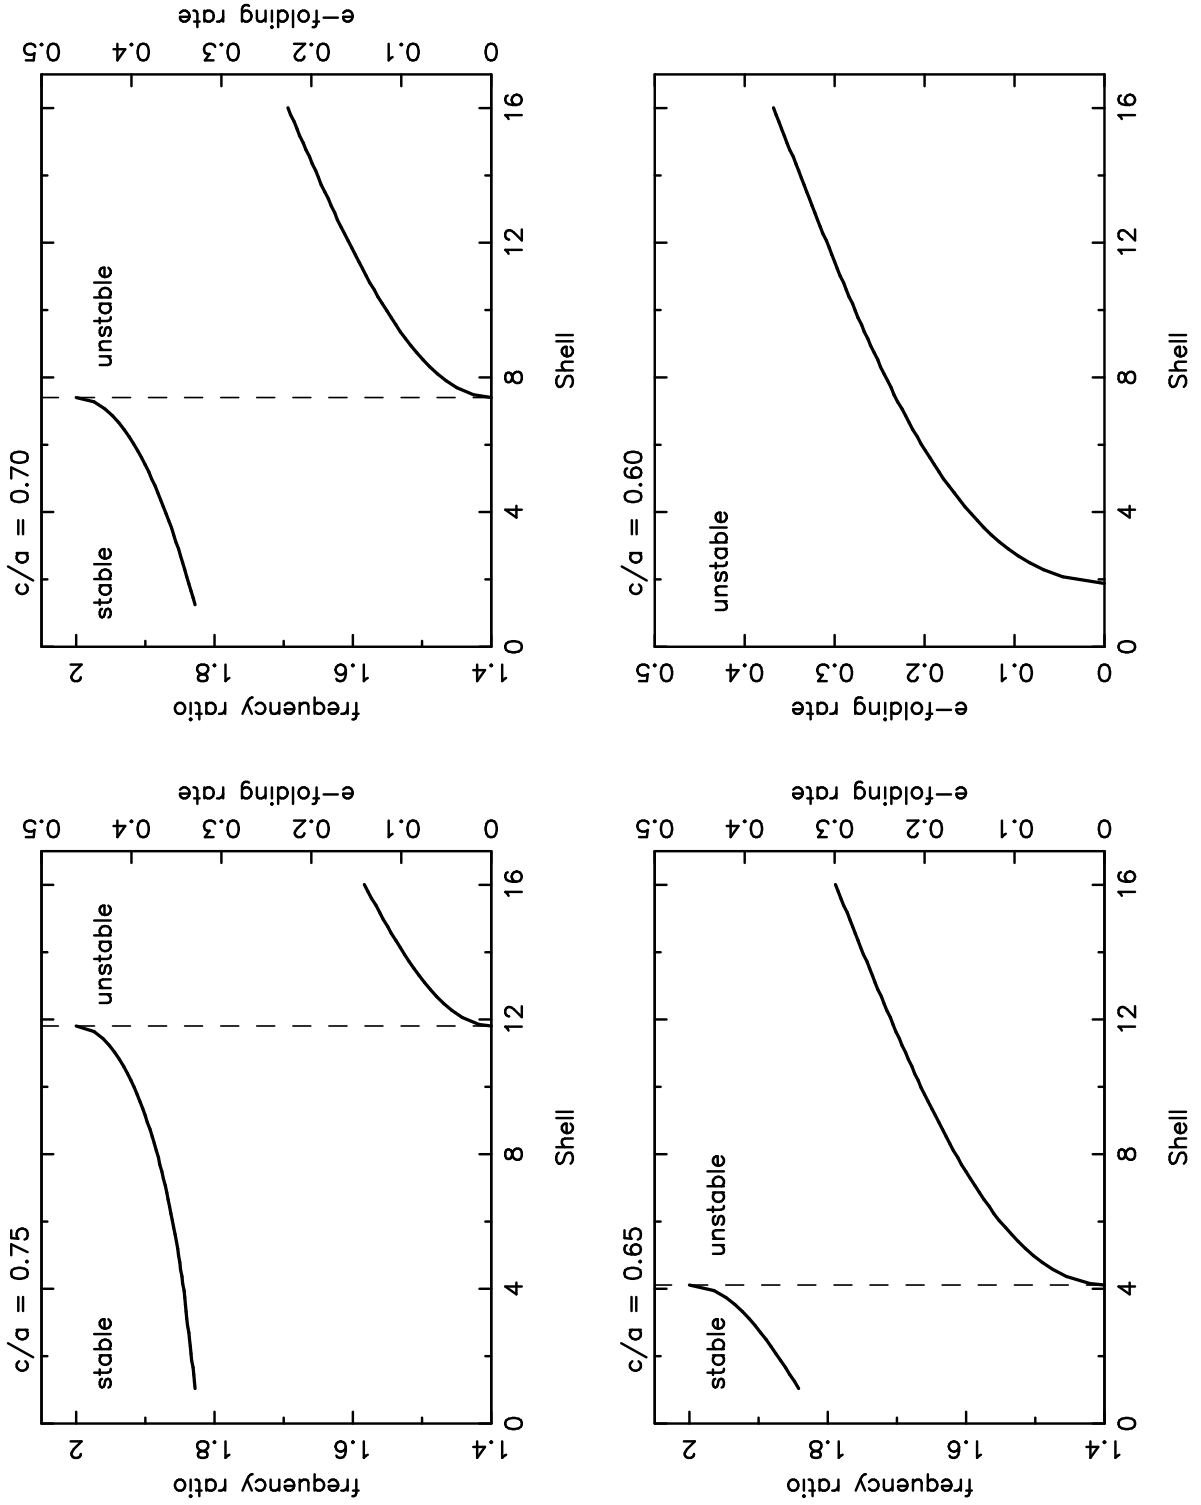 c/a = 0.75
stable
unstable
frequency ratio
2
1.8
1.6
1.4
e-folding rate
0.5
0.4
0.3
0.2
0.1
0
0
4
8
12
16
Shell
c/a = 0.70
stable
unstable
frequency ratio
2
1.8
1.6
1.4
e-folding rate
0.5
0.4
0.3
0.2
0.1
0
0
4
8
12
16
Shell
c/a = 0.65
stable
unstable
frequency ratio
2
1.8
1.6
1.4
e-folding rate
0.5
0.4
0.3
0.2
0.1
0
0
4
8
12
16
Shell
c/a = 0.60
unstable
e-folding rate
0.5
0.4
0.3
0.2
0.1
0
0
4
8
12
16
Shell